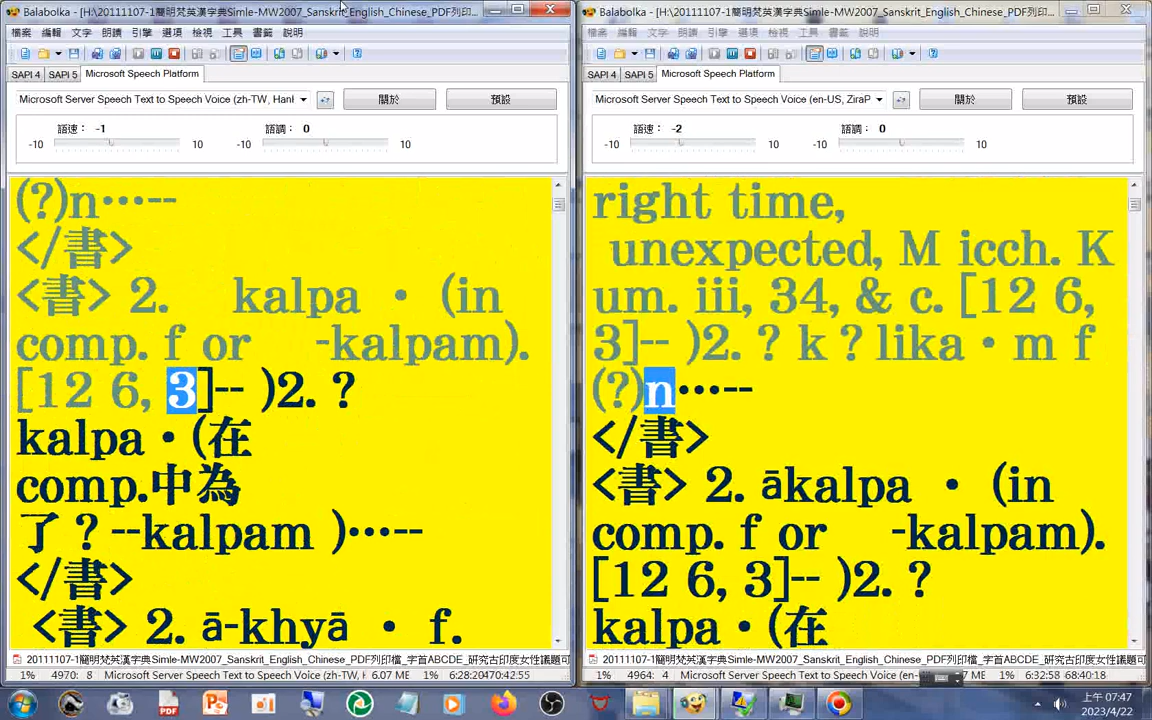 Balabolka - [H:\20111107-1簡明梵英漢字典Simle-MW2007_Sanskrit_English_Chinese_PDF列印...
檔案 編輯 文字 朗讀 引擎 選項 檢視 工具 書籤 說明
SAPI 4 SAPI 5 Microsoft Speech Platform
Microsoft Server Speech Text to Speech Voice (zh-TW, HanI
關於 預設
語速： -1 語調： 0
-10 10 -10 10
(?)n…--
</書>
<書> 2. kalpa • (in
comp. f or -kalpam).
[12 6, 3]-- )2. ?
kalpa•(在
comp.中為
了？--kalpam )…--
</書>
<書> 2. ā-khyā • f.
20111107-1簡明梵英漢字典Simle-MW2007_Sanskrit_English_Chinese_PDF列印檔_字首ABCDE_研究古印度女性議題可
1% 4970: 8 Microsoft Server Speech Text to Speech Voice (zh-TW, H 6.07 MB 1% 6:28:20470:42:55
Balabolka - [H:\20111107-1簡明梵英漢字典Simle-MW2007_Sanskrit_English_Chinese_PDF列印...
檔案 編輯 文字 朗讀 引擎 選項 檢視 工具 書籤 說明
SAPI 4 SAPI 5 Microsoft Speech Platform
Microsoft Server Speech Text to Speech Voice (en-US, ZiraP
關於 預設
語速： -2 語調： 0
-10 10 -10 10
right time,
unexpected, M icch. K
um. iii, 34, & c. [12 6,
3]-- )2. ? k ? lika • m f
(?)n…--
</書>
<書> 2. ākalpa • (in
comp. f or -kalpam).
[12 6, 3]-- )2. ?
kalpa•(在
20111107-1簡明梵英漢字典Simle-MW2007_Sanskrit_English_Chinese_PDF列印檔_字首ABCDE_研究古印度女性議題可
1% 4964: 4 Microsoft Server Speech Text to Speech Voice 1% 6:32:58 68:40:18
上午 07:47
2023/4/22